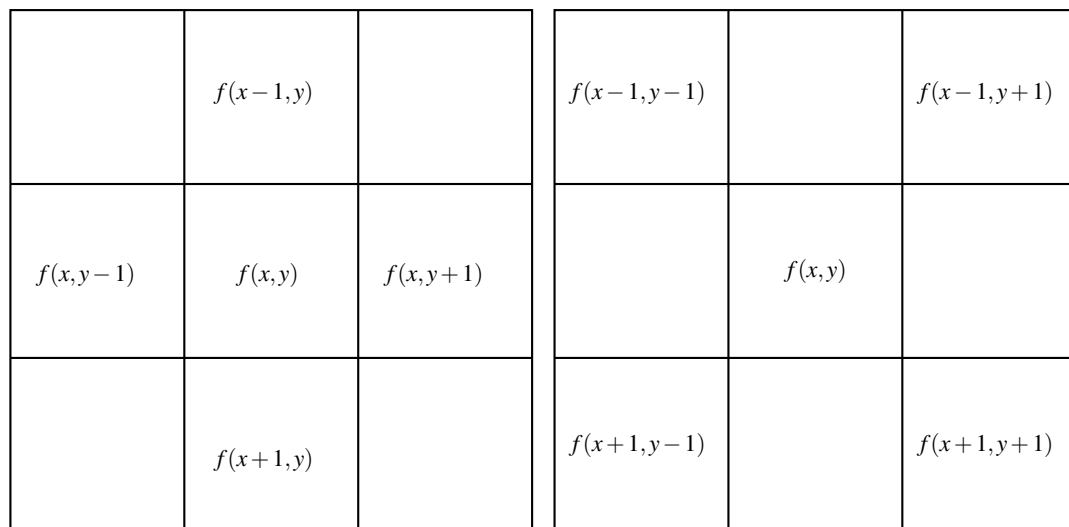 f(x−1,y)
f(x,y−1) f(x,y) f(x,y+1)
f(x+1,y)
f(x−1,y−1) f(x−1,y+1)
f(x,y)
f(x+1,y−1) f(x+1,y+1)